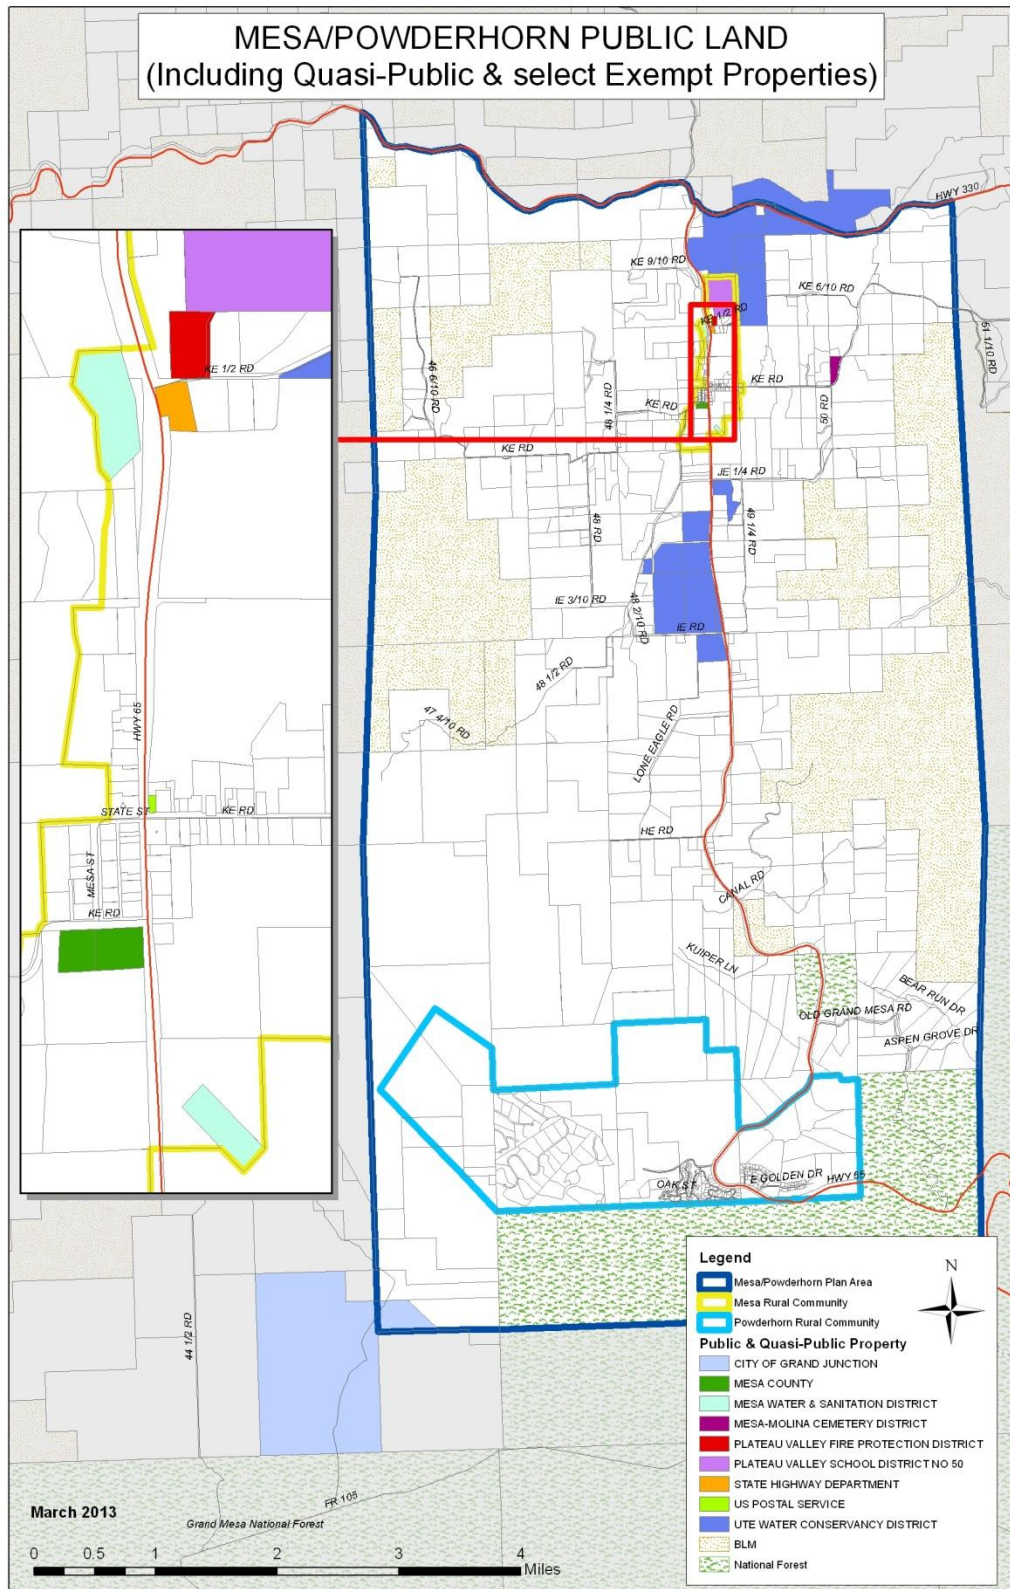 MESA/POWDERHORN PUBLIC LAND
(Including Quasi-Public & select Exempt Properties)
HWY 330
KE 9/10 RD
KE 6/10 RD
KE 1/2 RD
51 1/10 RD
46 6/10 RD
48 1/4 RD
KE RD
KE RD
KE RD
50 RD
JE 1/4 RD
48 RD
49 1/4 RD
IE 3/10 RD
48 2/10 RD
IE RD
48 1/2 RD
47 4/10 RD
LONE EAGLE RD
HE RD
CANAL RD
KUIPER LN
BEAR RUN DR
OLD GRAND MESA RD
ASPEN GROVE DR
OAK ST
E GOLDEN DR
HWY 65
KE 1/2 RD
HWY 65
STATE ST
KE RD
MESA ST
KE RD
44 1/2 RD
FR 105
Grand Mesa National Forest
March 2013
0 0.5 1 2 3 4
Miles
Legend
N
Mesa/Powderhorn Plan Area
Mesa Rural Community
Powderhorn Rural Community
Public & Quasi-Public Property
CITY OF GRAND JUNCTION
MESA COUNTY
MESA WATER & SANITATION DISTRICT
MESA-MOLINA CEMETERY DISTRICT
PLATEAU VALLEY FIRE PROTECTION DISTRICT
PLATEAU VALLEY SCHOOL DISTRICT NO 50
STATE HIGHWAY DEPARTMENT
US POSTAL SERVICE
UTE WATER CONSERVANCY DISTRICT
BLM
National Forest